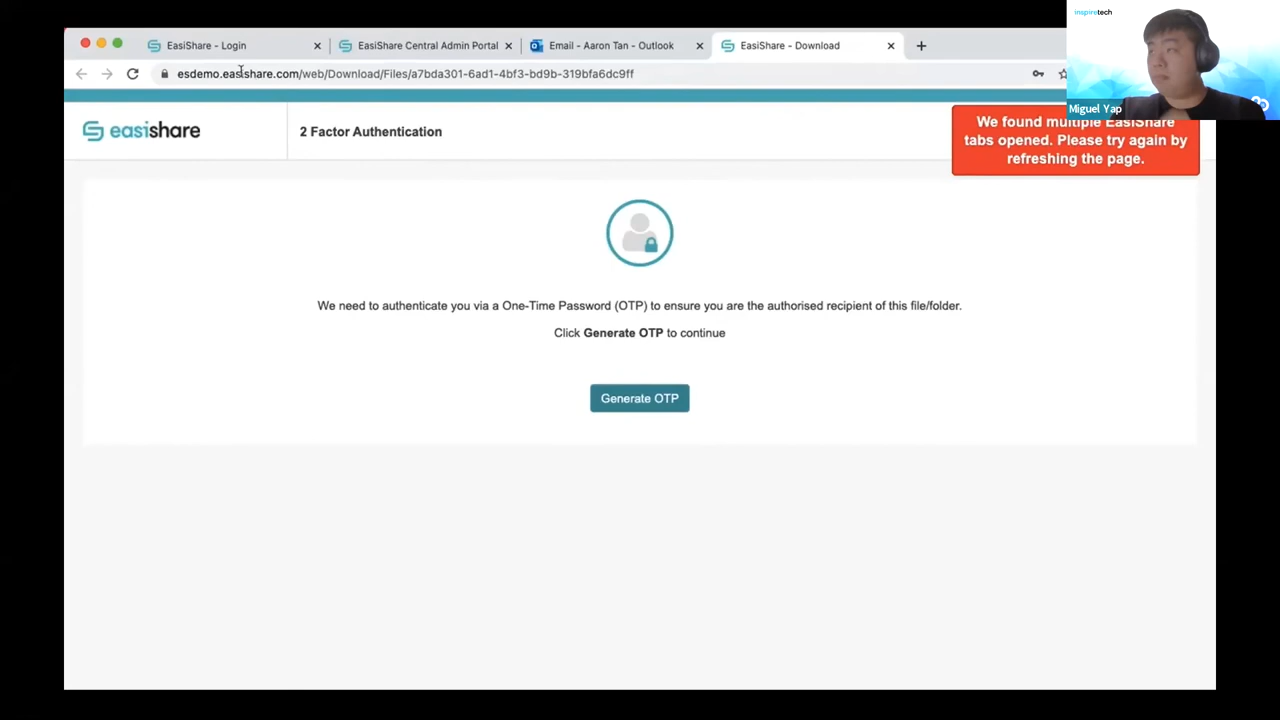 EasiShare - Login
EasiShare Central Admin Portal
Email - Aaron Tan - Outlook
EasiShare - Download
esdemo.easishare.com/web/Download/Files/a7bda301-6ad1-4bf3-bd9b-319bfa6dc9ff
inspiretech
Miguel Yap
easishare
2 Factor Authentication
We found multiple EasiShare
tabs opened. Please try again by
refreshing the page.
We need to authenticate you via a One-Time Password (OTP) to ensure you are the authorised recipient of this file/folder.
Click Generate OTP to continue
Generate OTP